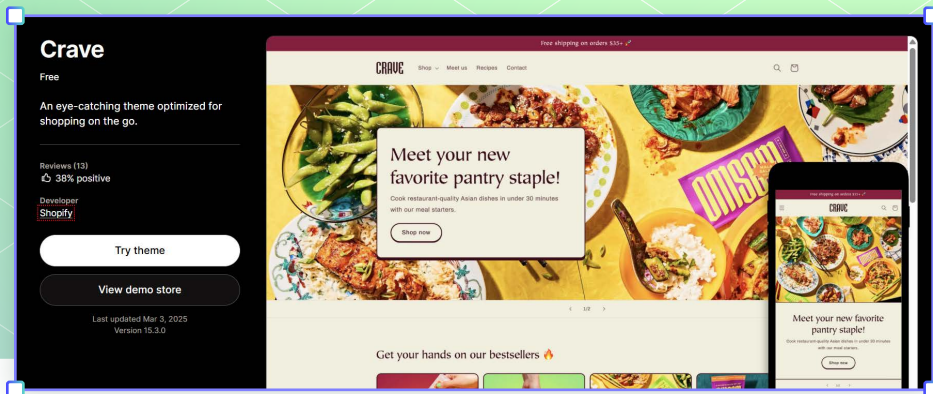 Crave
Free
An eye-catching theme optimized for
shopping on the go.
Reviews (13)
38% positive
Developer
Shopify
Try theme
View demo store
Last updated Mar 3, 2025
Version 15.3.0
Free shipping on orders $35+ 🚀
CRAVE
Shop
Meet us
Recipes
Contact
Meet your new
favorite pantry staple!
Cook restaurant-quality Asian dishes in under 30 minutes
with our meal starters.
Shop now
OMSOM
1/2
Get your hands on our bestsellers 🔥
Free shipping on orders $35+ 🚀
CRAVE
Meet your new favorite
pantry staple!
Cook restaurant-quality Asian dishes in under 30 minutes
with our meal starters.
Shop now